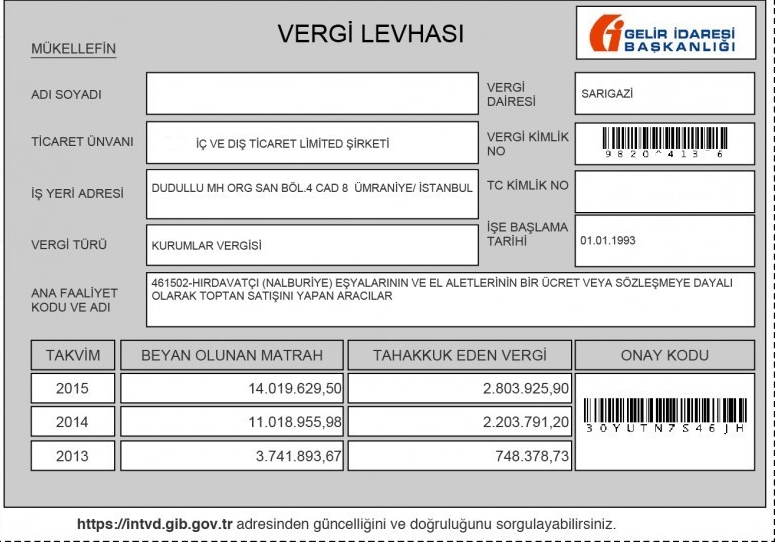 VERGİ LEVHASI
GELİR İDARESİ
BAŞKANLIĞI
MÜKELLEFİN
ADI SOYADI
VERGİ
DAİRESİ
SARIGAZİ
TİCARET ÜNVANI
İÇ VE DIŞ TİCARET LİMİTED ŞİRKETİ
VERGİ KİMLİK
NO
İŞ YERİ ADRESİ
DUDULLU MH ORG SAN BÖL.4 CAD 8 ÜMRANİYE/ İSTANBUL
TC KİMLİK NO
VERGİ TÜRÜ
KURUMLAR VERGİSİ
İŞE BAŞLAMA
TARİHİ
01.01.1993
ANA FAALİYET
KODU VE ADI
461502-HIRDAVATÇI (NALBURİYE) EŞYALARININ VE EL ALETLERİNİN BİR ÜCRET VEYA SÖZLEŞMEYE DAYALI
OLARAK TOPTAN SATIŞINI YAPAN ARACILAR
TAKVİM BEYAN OLUNAN MATRAH TAHAKKUK EDEN VERGİ ONAY KODU
2015 14.019.629,50 2.803.925,90
2014 11.018.955,98 2.203.791,20
30YUTN7S46JH
2013 3.741.893,67 748.378,73
https://intvd.gib.gov.tr adresinden güncelliğini ve doğruluğunu sorgulayabilirsiniz.